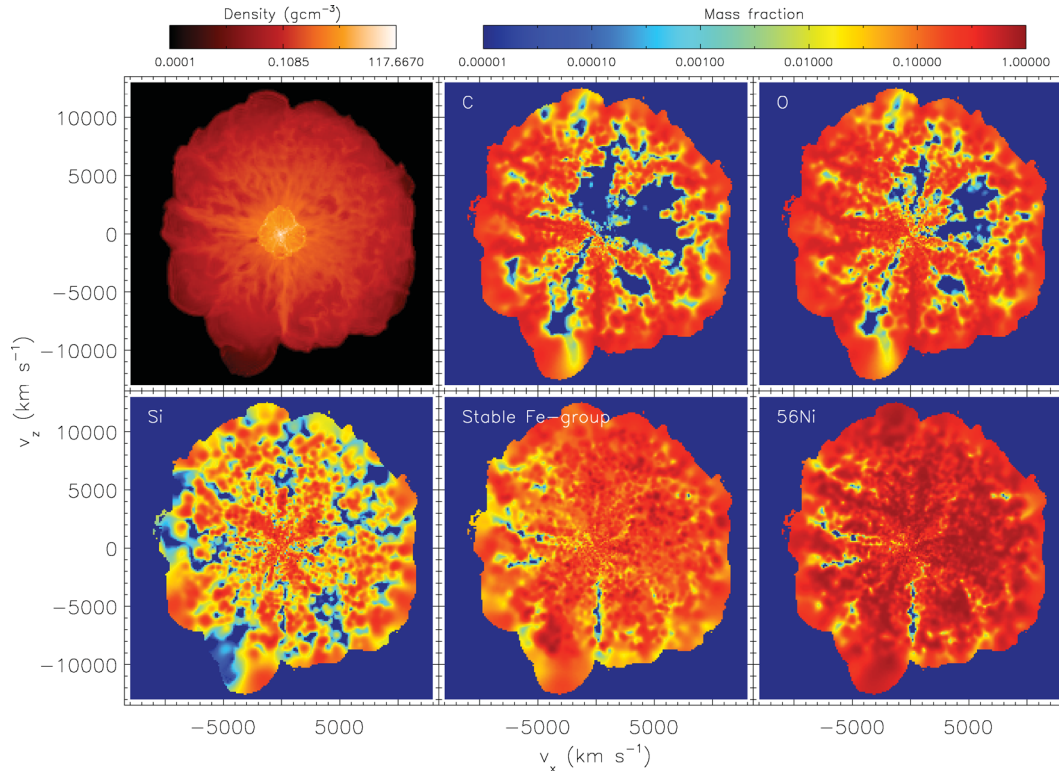 Density (gcm⁻³)
Mass fraction
0.0001 0.1085 117.6670
0.00001 0.00010 0.00100 0.01000 0.10000 1.00000
C
O
10000
5000
0
−5000
−10000
Si
Stable Fe−group
56Ni
10000
5000
0
−5000
−10000
v_z (km s⁻¹)
−5000 5000 −5000 5000 −5000 5000
v_x (km s⁻¹)